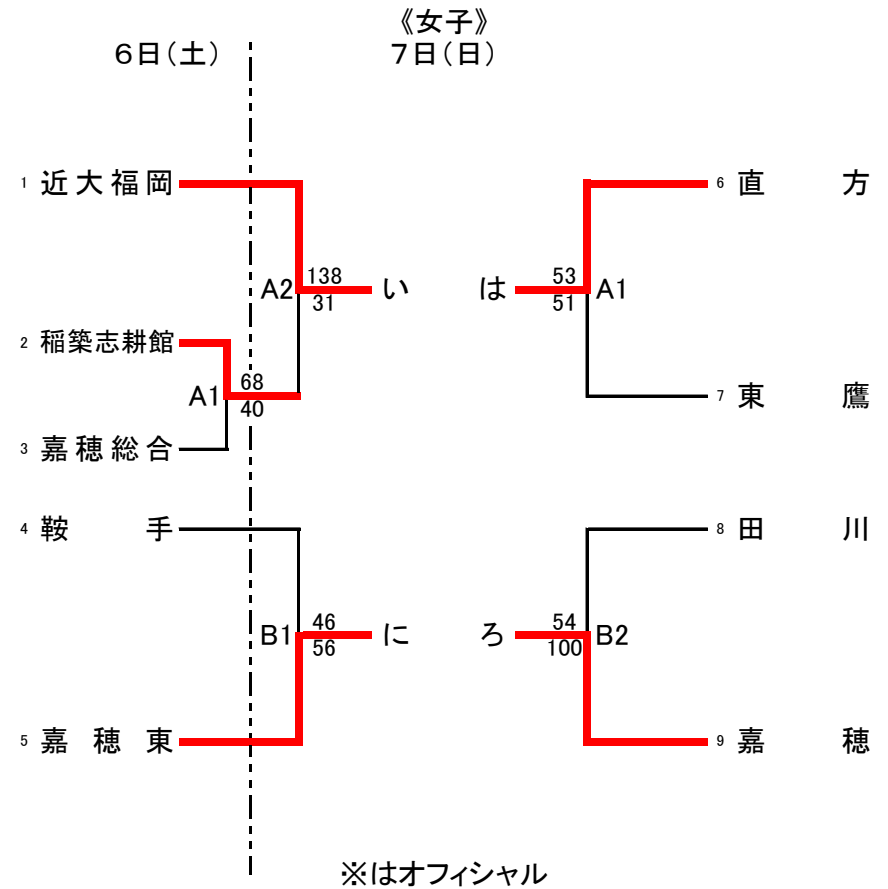 《女子》
６日(土)
７日(日)
1 近大福岡
138
A2
い
31
2 稲築志耕館
68
A1
40
3 嘉穂総合
4 鞍手
46
B1
に
56
5 嘉穂東
6 直方
53
は
A1
51
7 東鷹
8 田川
54
ろ
B2
100
9 嘉穂
※はオフィシャル